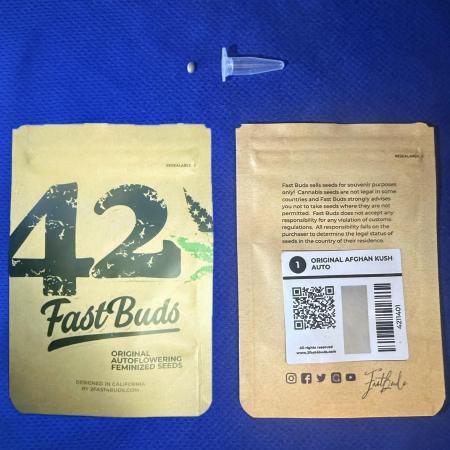 RESEALABLE
42
FastBuds
ORIGINAL
AUTOFLOWERING
FEMINIZED SEEDS
DESIGNED IN CALIFORNIA
BY 2FAST4BUDS.COM
RESEALABLE
Fast Buds sells seeds for souvenir purposes
only! Cannabis seeds are not legal in some
countries and Fast Buds strongly advises
you not to take seeds where they are not
permitted. Fast Buds does not accept any
responsibility for any violation of customs
regulations. All responsibility falls on the
purchaser to determine the legal status of
seeds in the country of their residence.
1 ORIGINAL AFGHAN KUSH
AUTO
4211401
All rights reserved
www.2fast4buds.com
FastBuds